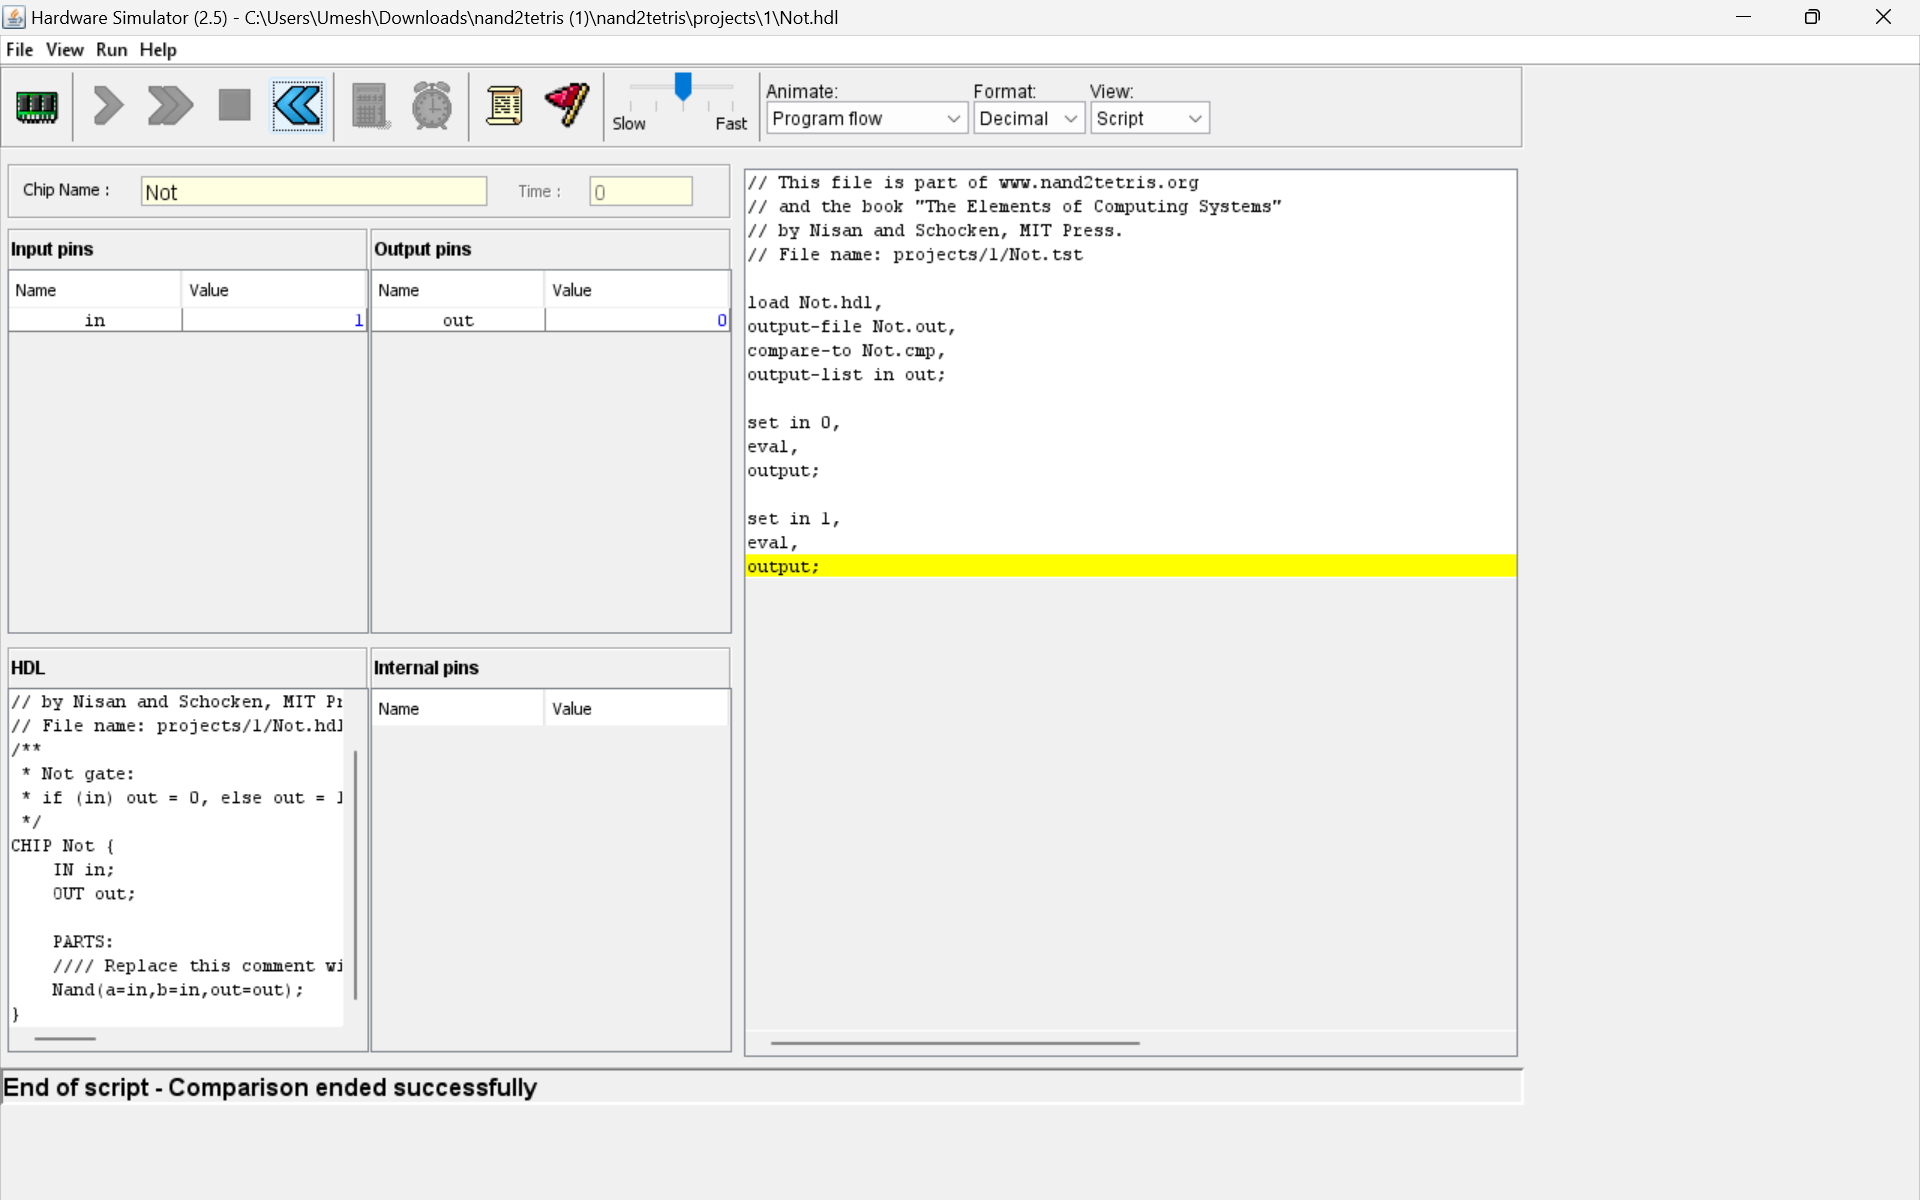 Hardware Simulator (2.5) - C:\Users\Umesh\Downloads\nand2tetris (1)\nand2tetris\projects\1\Not.hdl
File View Run Help
Slow Fast
Animate: Format: View:
Program flow Decimal Script
Chip Name : Not Time : 0
Input pins
Name Value
in 1
Output pins
Name Value
out 0
HDL
// by Nisan and Schocken, MIT Pr
// File name: projects/1/Not.hdl
/**
* Not gate:
* if (in) out = 0, else out = 1
*/
CHIP Not {
IN in;
OUT out;
PARTS:
//// Replace this comment wi
Nand(a=in,b=in,out=out);
}
Internal pins
Name Value
// This file is part of www.nand2tetris.org
// and the book "The Elements of Computing Systems"
// by Nisan and Schocken, MIT Press.
// File name: projects/1/Not.tst
load Not.hdl,
output-file Not.out,
compare-to Not.cmp,
output-list in out;
set in 0,
eval,
output;
set in 1,
eval,
output;
End of script - Comparison ended successfully